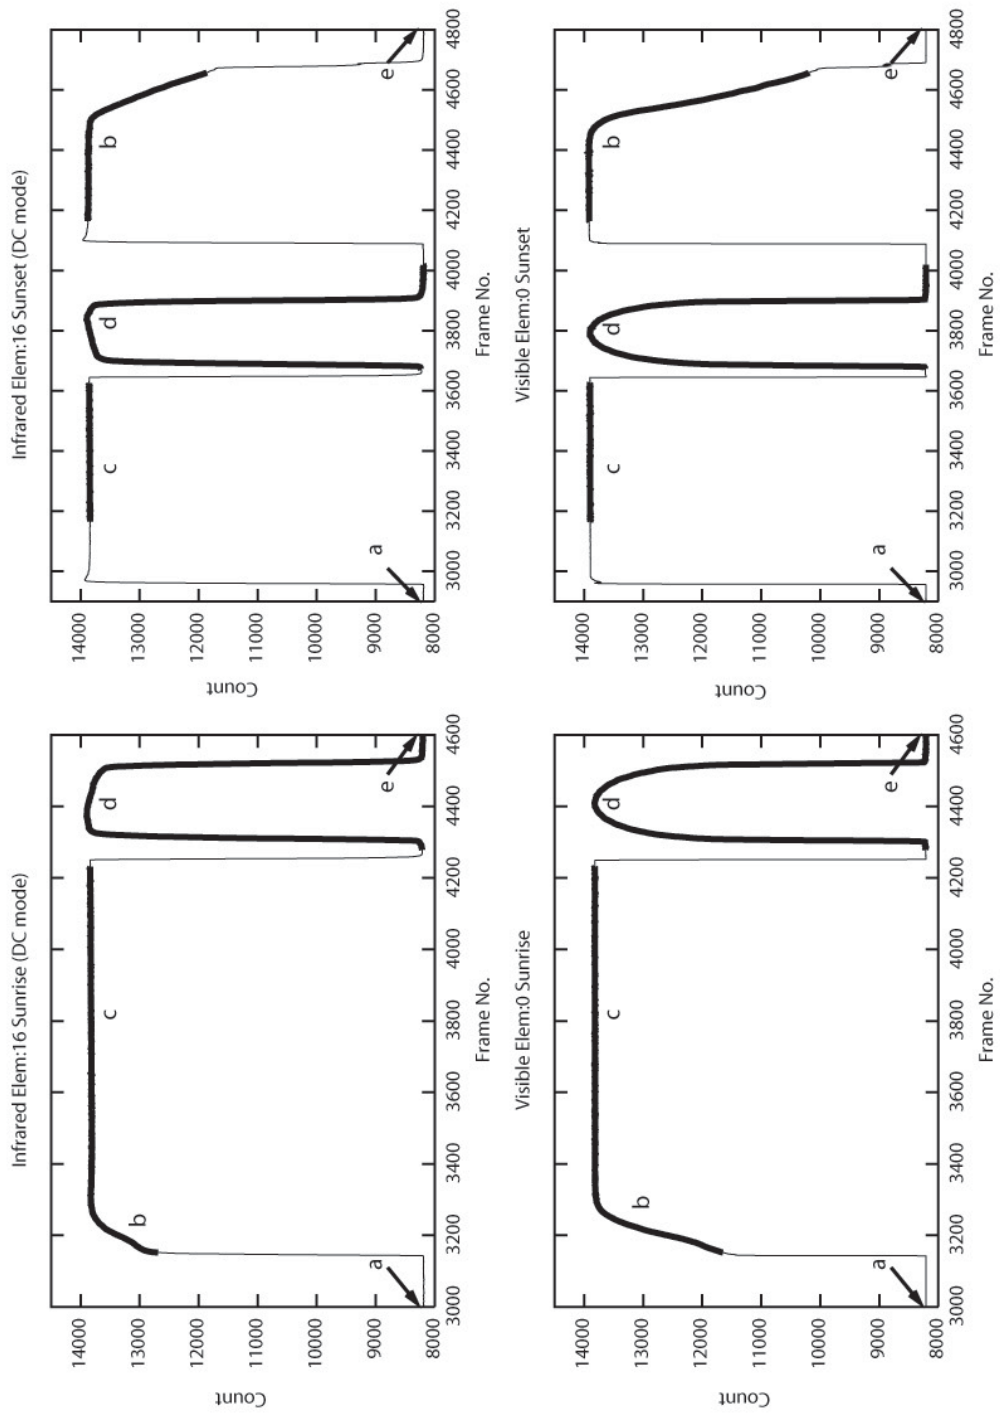 Infrared Elem:16 Sunrise (DC mode)
14000
13000
12000
11000
10000
9000
8000
Count
a
b
c
d
e
3000 3200 3400 3600 3800 4000 4200 4400 4600
Frame No.
Infrared Elem:16 Sunset (DC mode)
14000
13000
12000
11000
10000
9000
8000
Count
a
c
d
b
e
3000 3200 3400 3600 3800 4000 4200 4400 4600 4800
Frame No.
Visible Elem:0 Sunrise
14000
13000
12000
11000
10000
9000
8000
Count
a
b
c
d
e
3000 3200 3400 3600 3800 4000 4200 4400 4600
Frame No.
Visible Elem:0 Sunset
14000
13000
12000
11000
10000
9000
8000
Count
a
c
d
b
e
3000 3200 3400 3600 3800 4000 4200 4400 4600 4800
Frame No.